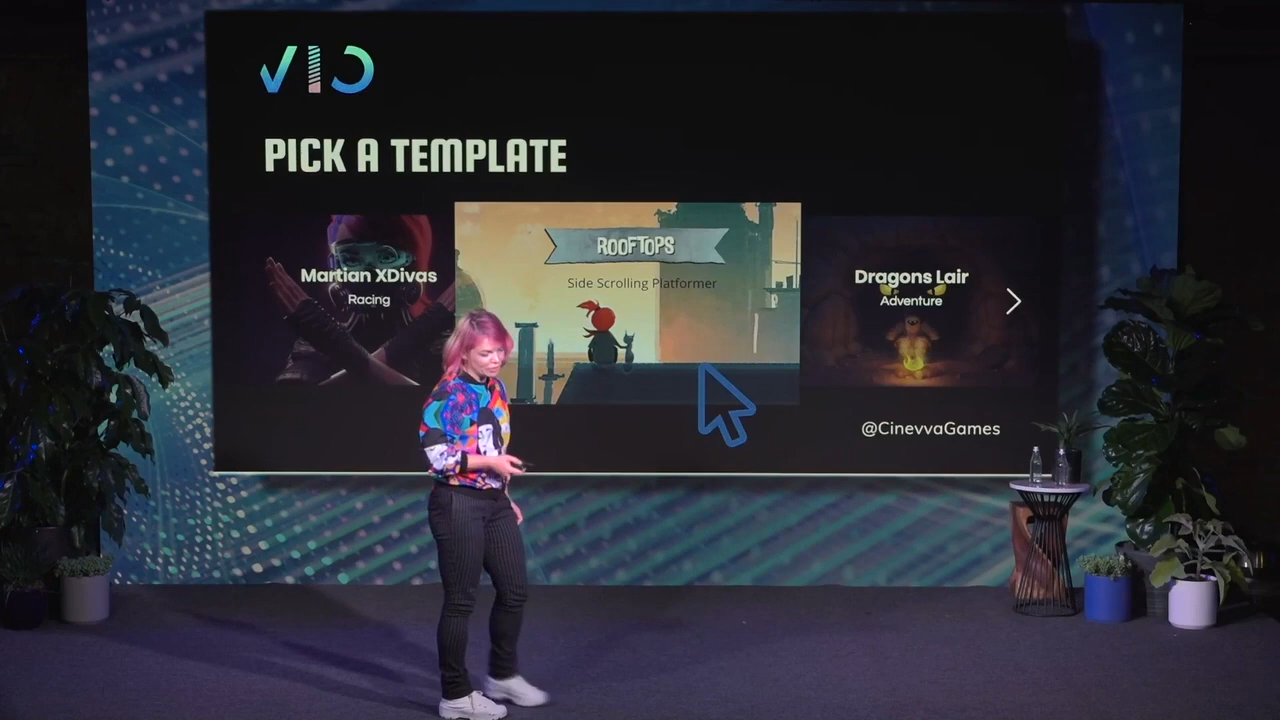 VIO
PICK A TEMPLATE
Martian XDivas
Racing
ROOFTOPS
Side Scrolling Platformer
Dragons Lair
Adventure
@CinevvaGames